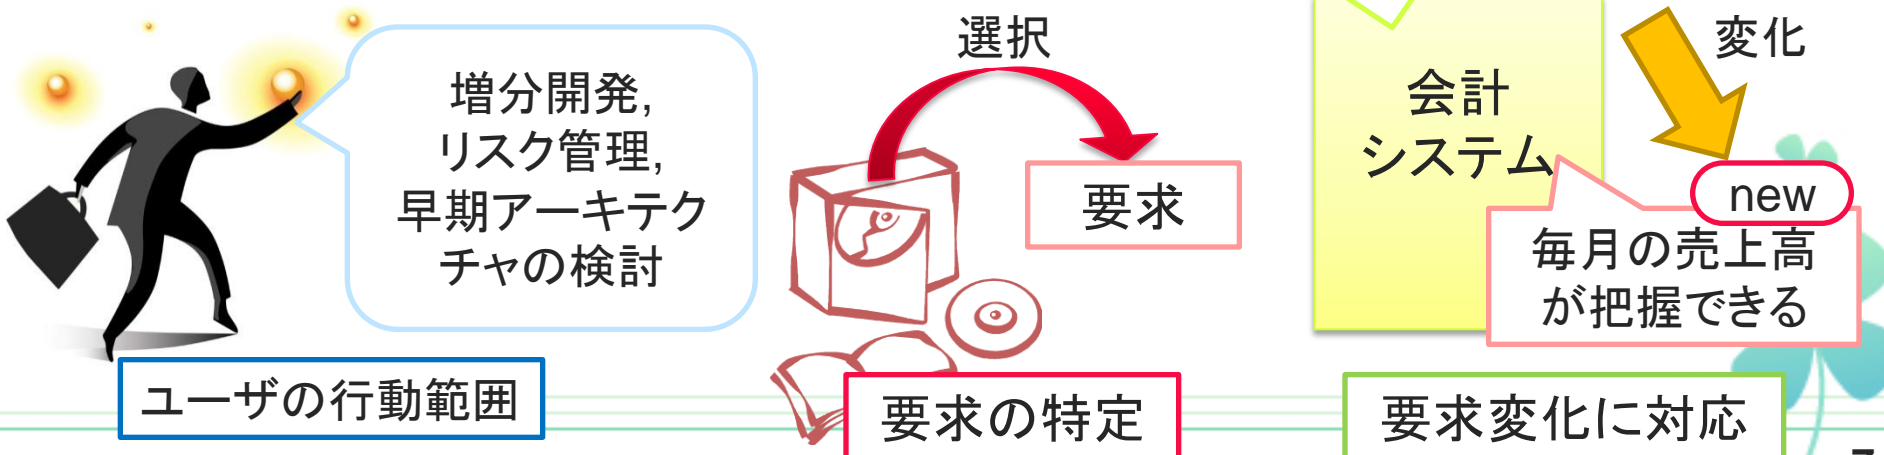 増分開発,
リスク管理,
早期アーキテク
チャの検討
ユーザの行動範囲
選択
要求
要求の特定
変化
会計
システム
new
毎月の売上高
が把握できる
要求変化に対応